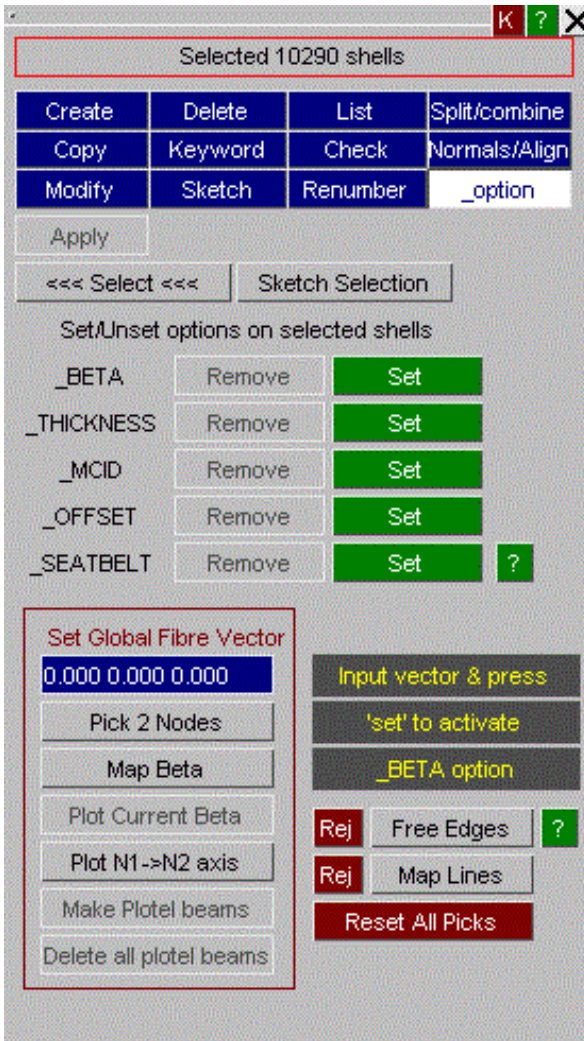 K ? X
Selected 10290 shells
Create Delete List Split/combine
Copy Keyword Check Normals/Align
Modify Sketch Renumber _option
Apply
<<< Select <<< Sketch Selection
Set/Unset options on selected shells
_BETA Remove Set
_THICKNESS Remove Set
_MCID Remove Set
_OFFSET Remove Set
_SEATBELT Remove Set ?
Set Global Fibre Vector
0.000 0.000 0.000
Pick 2 Nodes
Map Beta
Plot Current Beta
Plot N1->N2 axis
Make Plotel beams
Delete all plotel beams
Input vector & press
'set' to activate
_BETA option
Rej Free Edges ?
Rej Map Lines
Reset All Picks